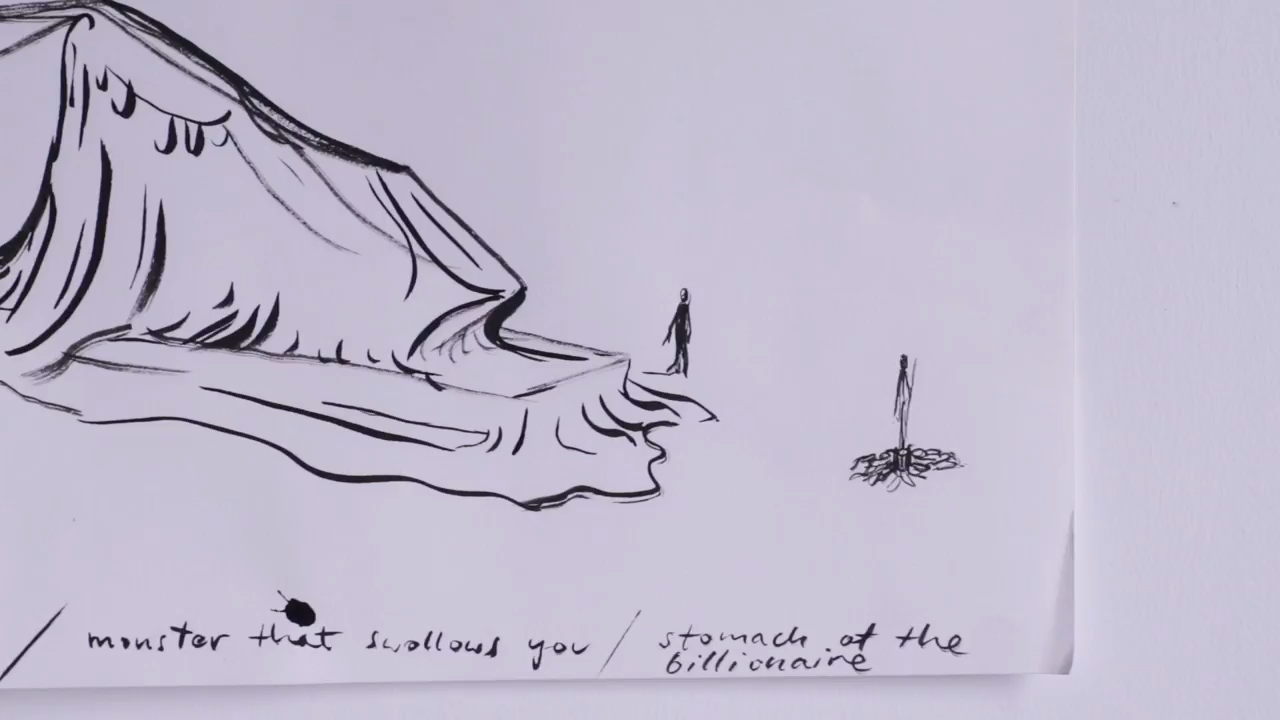 / monster that swallows you / stomach of the
billionaire